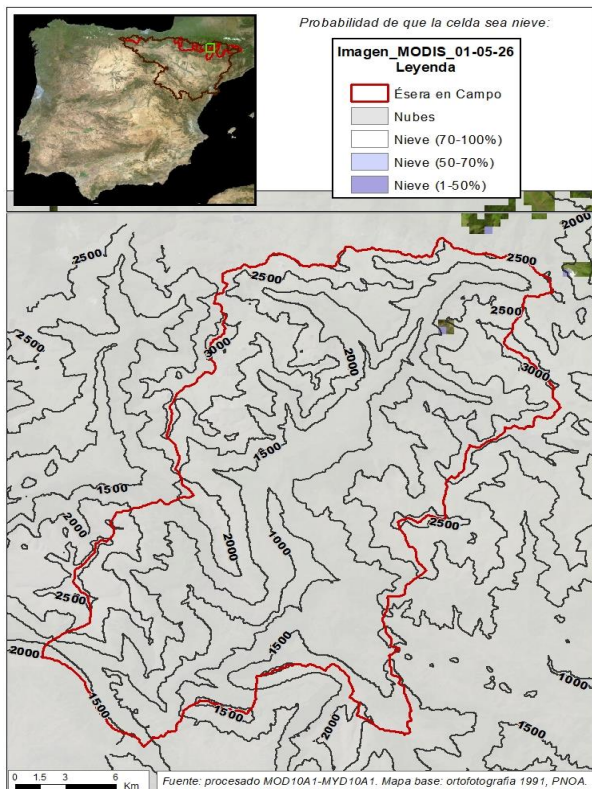 Probabilidad de que la celda sea nieve:
Imagen_MODIS_01-05-26
Leyenda
Ésera en Campo
Nubes
Nieve (70-100%)
Nieve (50-70%)
Nieve (1-50%)
2000
2500
2500
2500
2500
2500
3000
2000
3000
1500
1500
2000
2500
2000
1000
2500
2000
1500
1500
1000
1500
2000
1500
0 1.5 3 6
Km
Fuente: procesado MOD10A1-MYD10A1. Mapa base: ortofotografia 1991, PNOA.